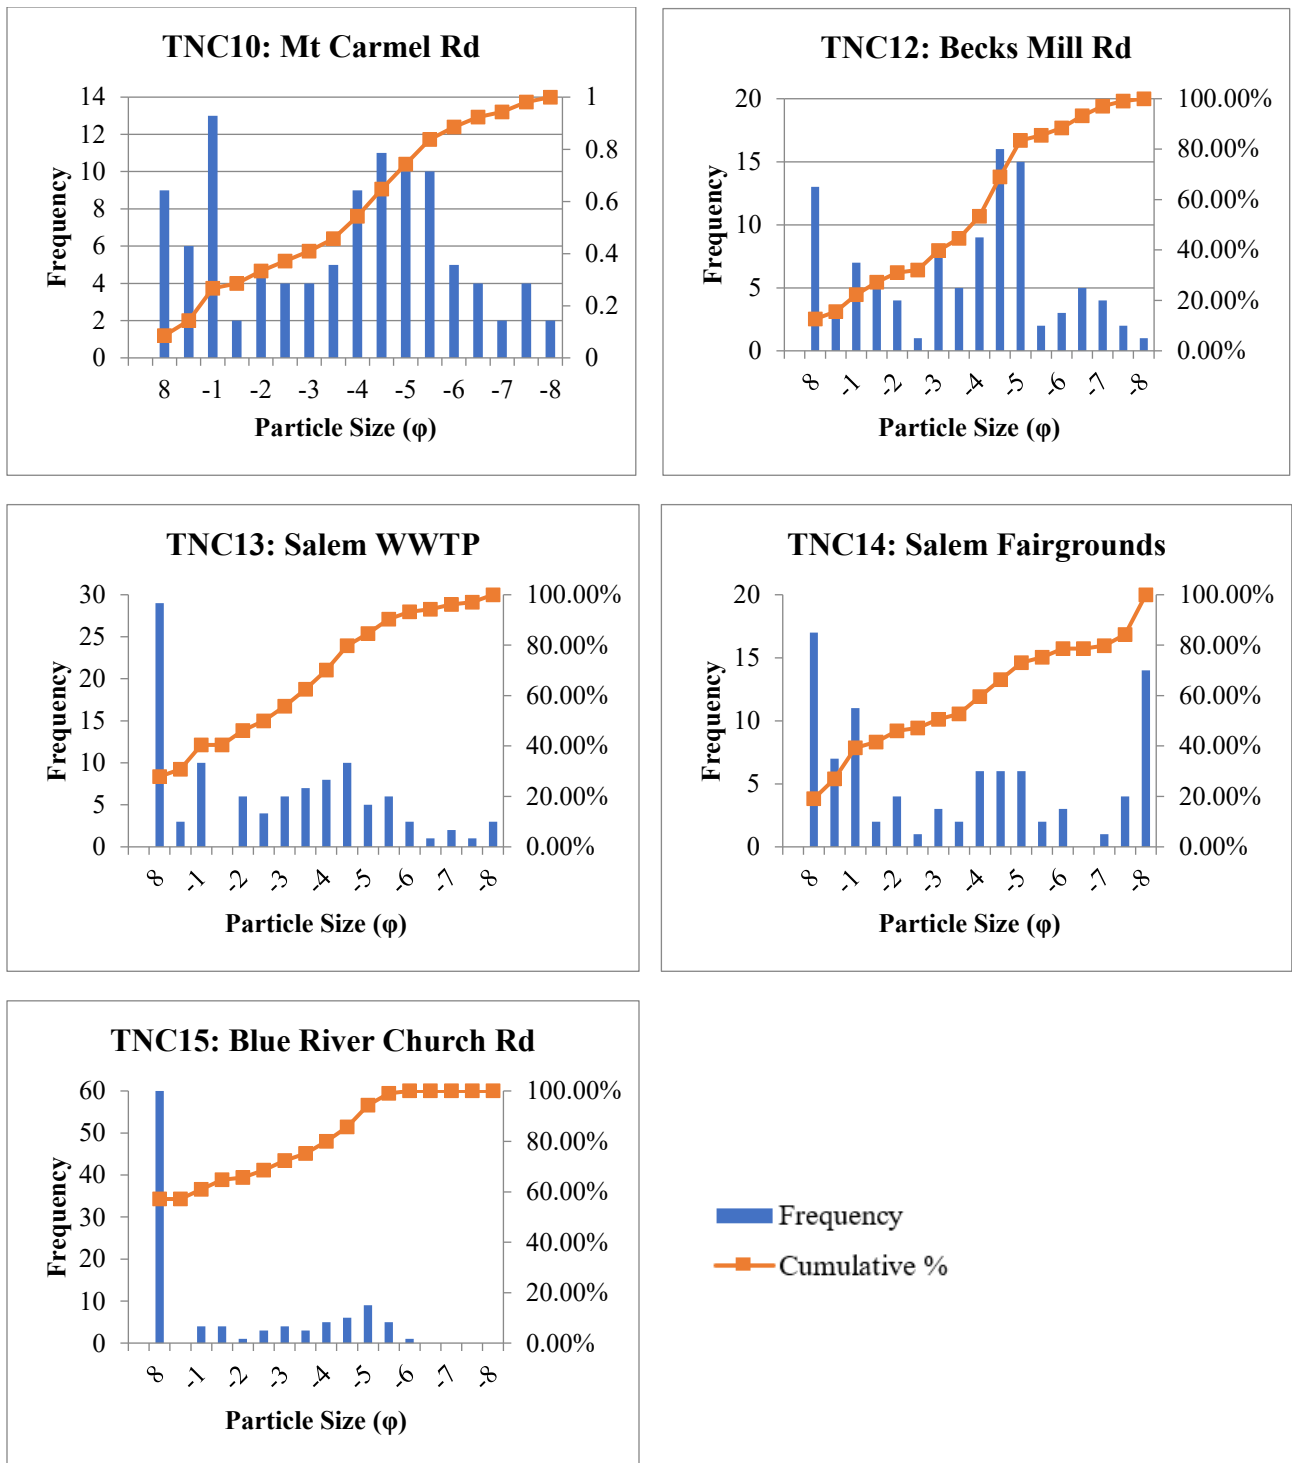 TNC10: Mt Carmel Rd
14
12
10
8
6
4
2
0
Frequency
1
0.8
0.6
0.4
0.2
0
8 -1 -2 -3 -4 -5 -6 -7 -8
Particle Size (φ)
TNC12: Becks Mill Rd
20
15
10
5
0
Frequency
100.00%
80.00%
60.00%
40.00%
20.00%
0.00%
8 -1 -2 -3 -4 -5 -6 -7 -8
Particle Size (φ)
TNC13: Salem WWTP
30
25
20
15
10
5
0
Frequency
100.00%
80.00%
60.00%
40.00%
20.00%
0.00%
8 -1 -2 -3 -4 -5 -6 -7 -8
Particle Size (φ)
TNC14: Salem Fairgrounds
20
15
10
5
0
Frequency
100.00%
80.00%
60.00%
40.00%
20.00%
0.00%
8 -1 -2 -3 -4 -5 -6 -7 -8
Particle Size (φ)
TNC15: Blue River Church Rd
60
50
40
30
20
10
0
Frequency
100.00%
80.00%
60.00%
40.00%
20.00%
0.00%
8 -1 -2 -3 -4 -5 -6 -7 -8
Particle Size (φ)
Frequency
Cumulative %